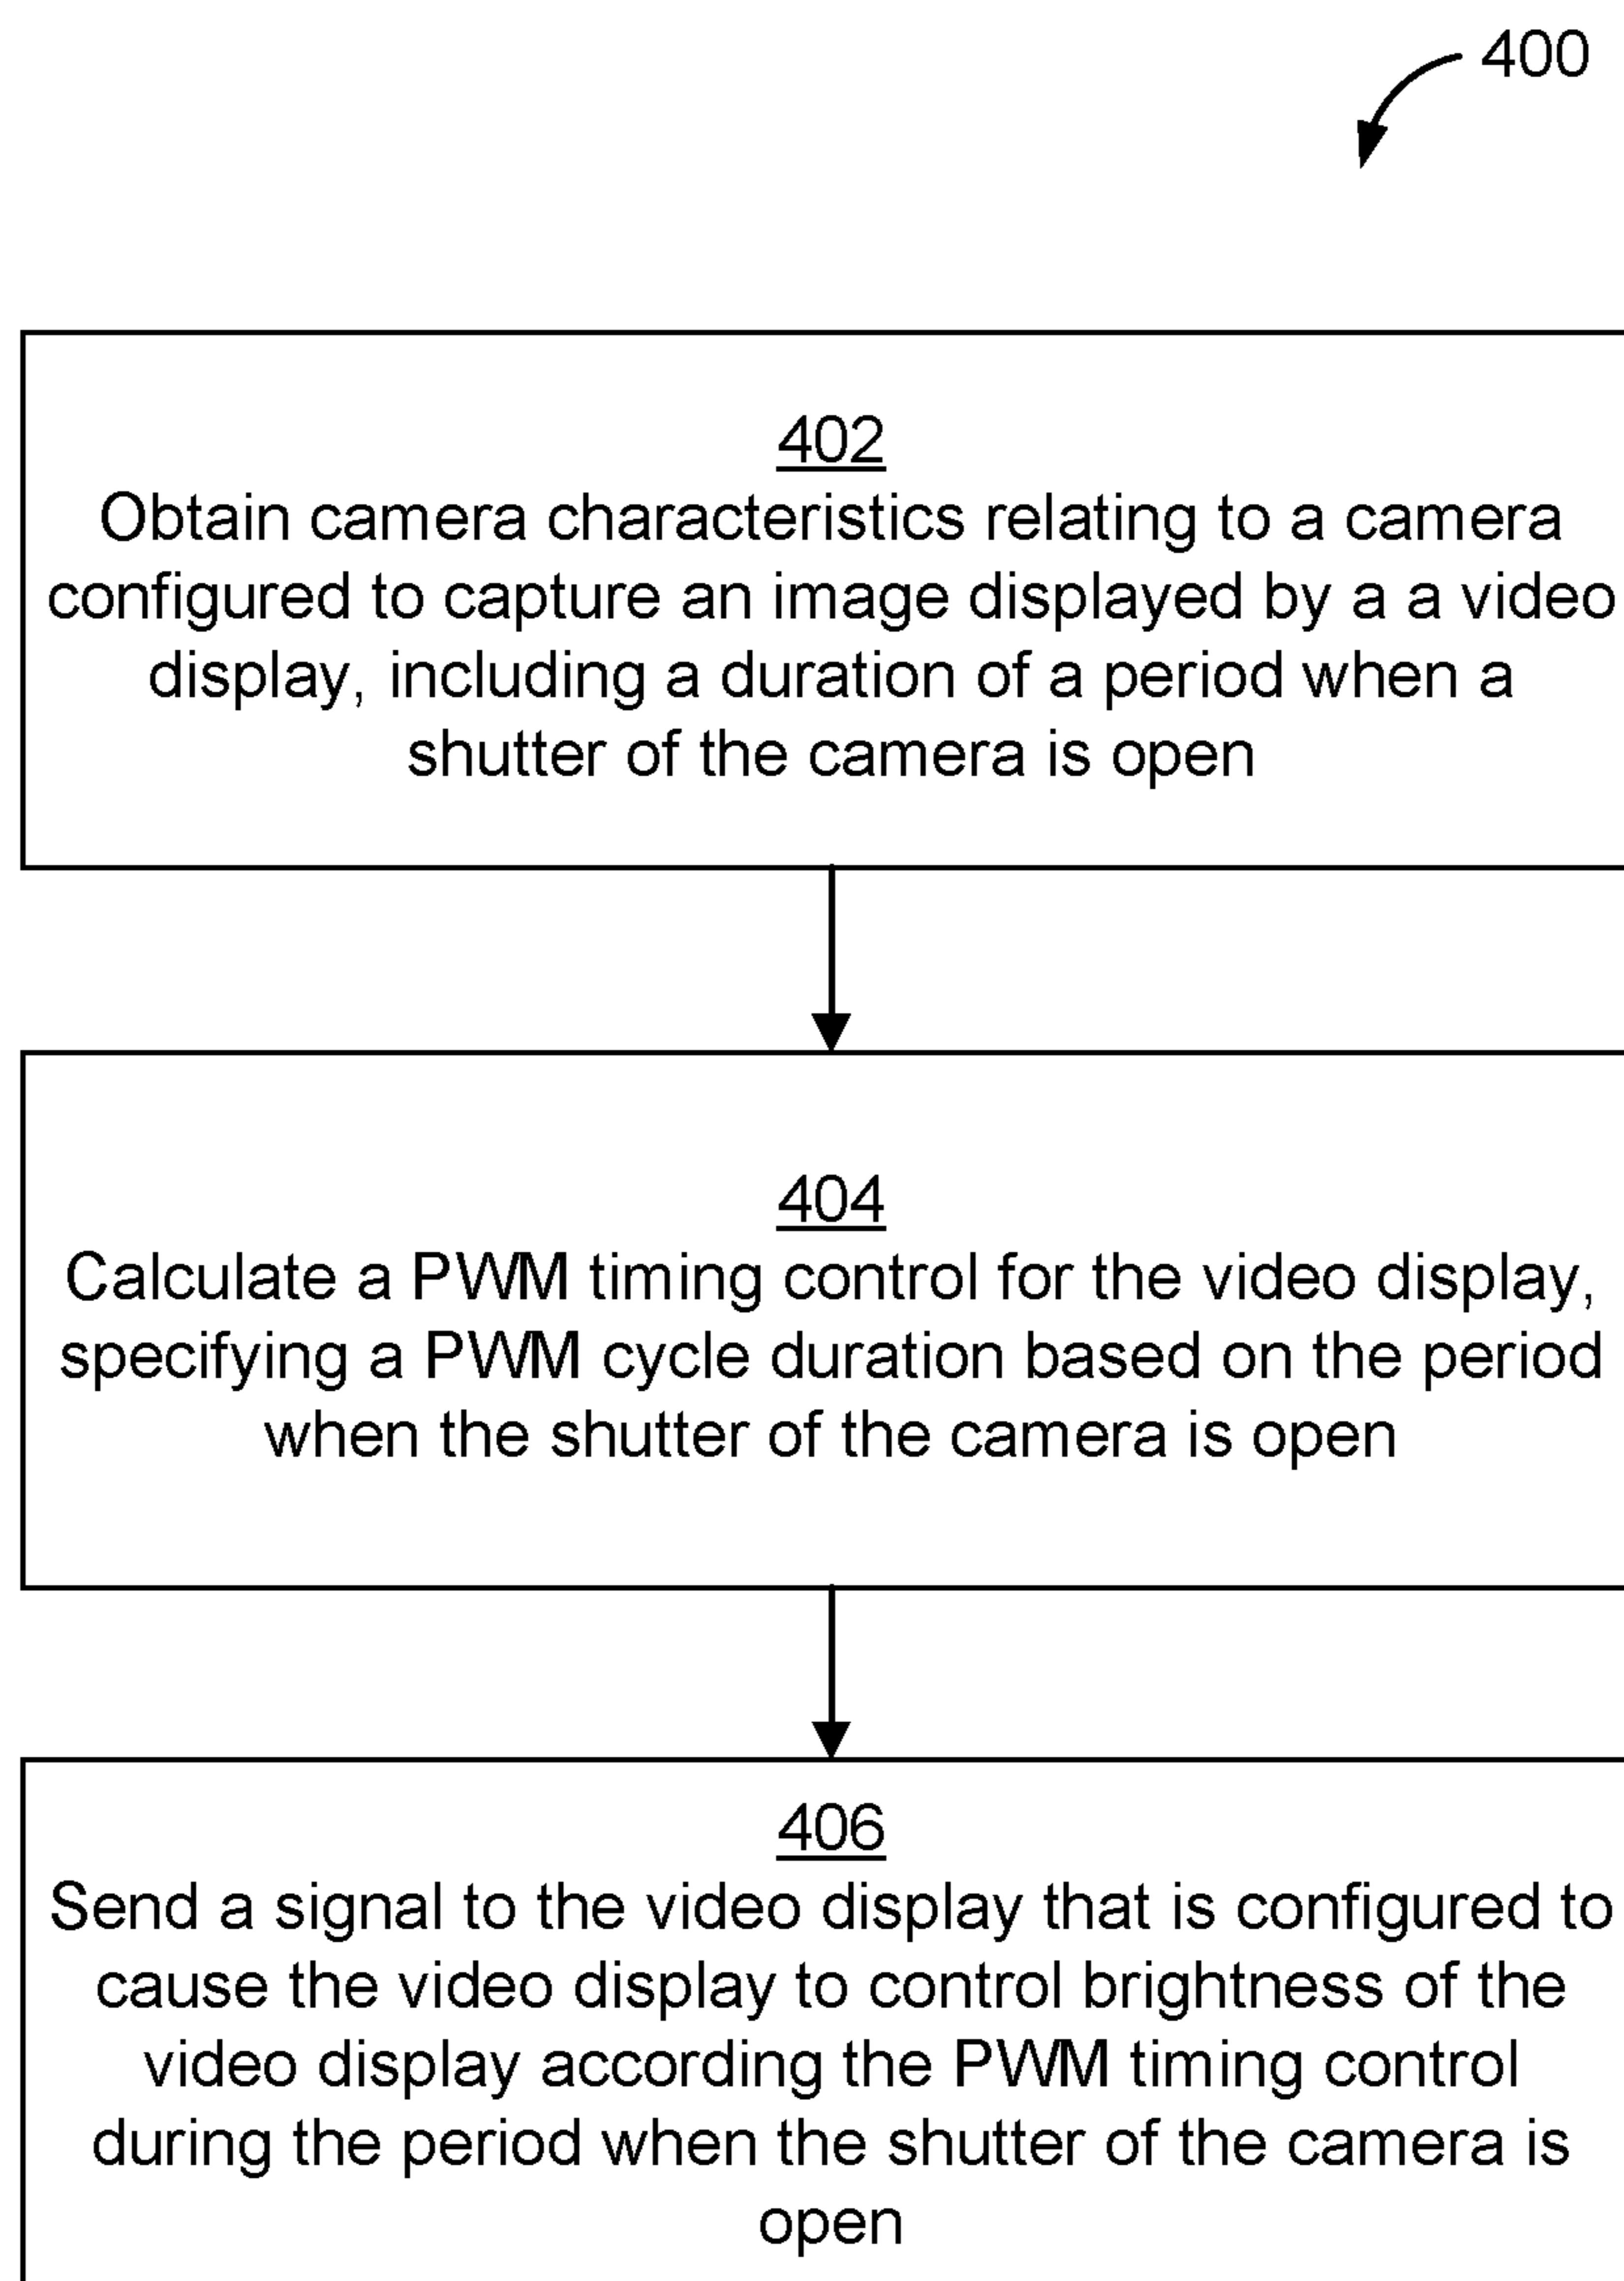 400
402
Obtain camera characteristics relating to a camera
configured to capture an image displayed by a a video
display, including a duration of a period when a
shutter of the camera is open
404
Calculate a PWM timing control for the video display,
specifying a PWM cycle duration based on the period
when the shutter of the camera is open
406
Send a signal to the video display that is configured to
cause the video display to control brightness of the
video display according the PWM timing control
during the period when the shutter of the camera is
open